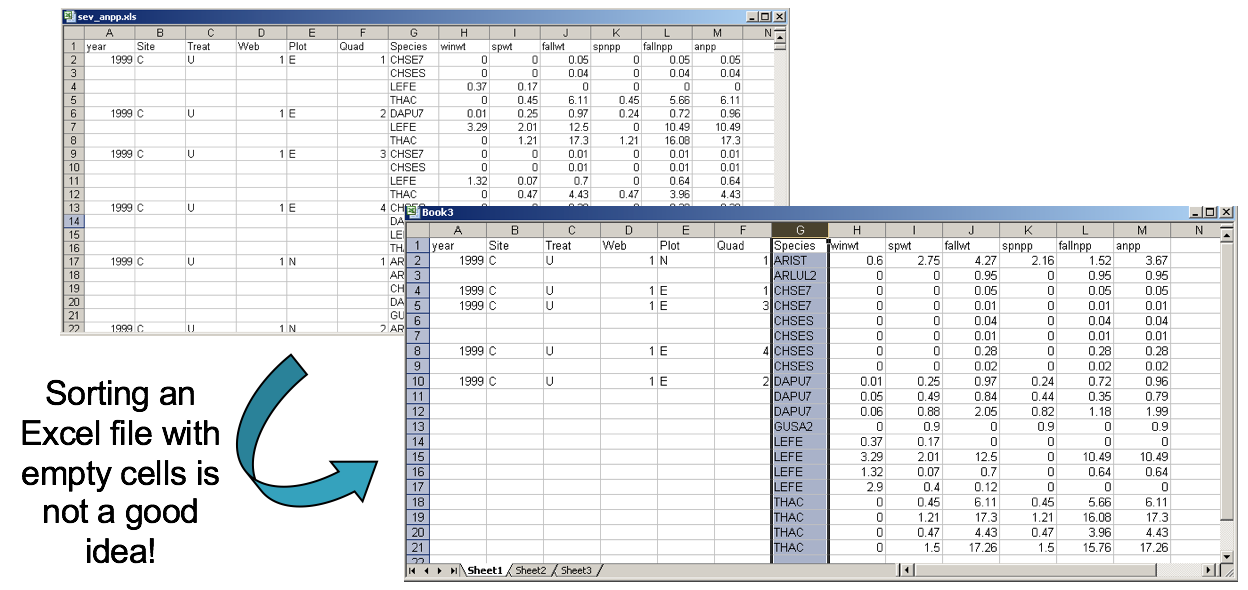 sev_anpp.xls
A B C D E F G H I J K L M N
1 year Site Treat Web Plot Quad Species winwt spwt fallwt spnpp fallnpp anpp
2 1999 C U 1 E 1 CHSE7 0 0 0.05 0 0.05 0.05
3 CHSES 0 0 0.04 0 0.04 0.04
4 LEFE 0.37 0.17 0 0 0 0
5 THAC 0 0.45 6.11 0.45 5.66 6.11
6 1999 C U 1 E 2 DAPU7 0.01 0.25 0.97 0.24 0.72 0.96
7 LEFE 3.29 2.01 12.5 0 10.49 10.49
8 THAC 0 1.21 17.3 1.21 16.08 17.3
9 1999 C U 1 E 3 CHSE7 0 0 0.01 0 0.01 0.01
10 CHSES 0 0 0.01 0 0.01 0.01
11 LEFE 1.32 0.07 0.7 0 0.64 0.64
12 THAC 0 0.47 4.43 0.47 3.96 4.43
13 1999 C U 1 E 4
14 DA
15 LE
16
17 1999 C U 1 N 1 AR
18 AR
19 CH
20 DA
21 GU
22 1999 C U 1 N 2 AR
Book3
A B C D E F G H I J K L M N
1 year Site Treat Web Plot Quad Species winwt spwt fallwt spnpp fallnpp anpp
2 1999 C U 1 N 1 ARIST 0.6 2.75 4.27 2.16 1.52 3.67
3 ARLUL2 0 0 0.95 0 0.95 0.95
4 1999 C U 1 E 1 CHSE7 0 0 0.05 0 0.05 0.05
5 1999 C U 1 E 3 CHSE7 0 0 0.01 0 0.01 0.01
6 CHSES 0 0 0.04 0 0.04 0.04
7 CHSES 0 0 0.01 0 0.01 0.01
8 1999 C U 1 E 4 CHSES 0 0 0.28 0 0.28 0.28
9 CHSES 0 0 0.02 0 0.02 0.02
10 1999 C U 1 E 2 DAPU7 0.01 0.25 0.97 0.24 0.72 0.96
11 DAPU7 0.05 0.49 0.84 0.44 0.35 0.79
12 DAPU7 0.06 0.88 2.05 0.82 1.18 1.99
13 GUSA2 0 0.9 0 0.9 0 0.9
14 LEFE 0.37 0.17 0 0 0 0
15 LEFE 3.29 2.01 12.5 0 10.49 10.49
16 LEFE 1.32 0.07 0.7 0 0.64 0.64
17 LEFE 2.9 0.4 0.12 0 0 0
18 THAC 0 0.45 6.11 0.45 5.66 6.11
19 THAC 0 1.21 17.3 1.21 16.08 17.3
20 THAC 0 0.47 4.43 0.47 3.96 4.43
21 THAC 0 1.5 17.26 1.5 15.76 17.26
22
Sheet1 Sheet2 Sheet3
Sorting an
Excel file with
empty cells is
not a good
idea!